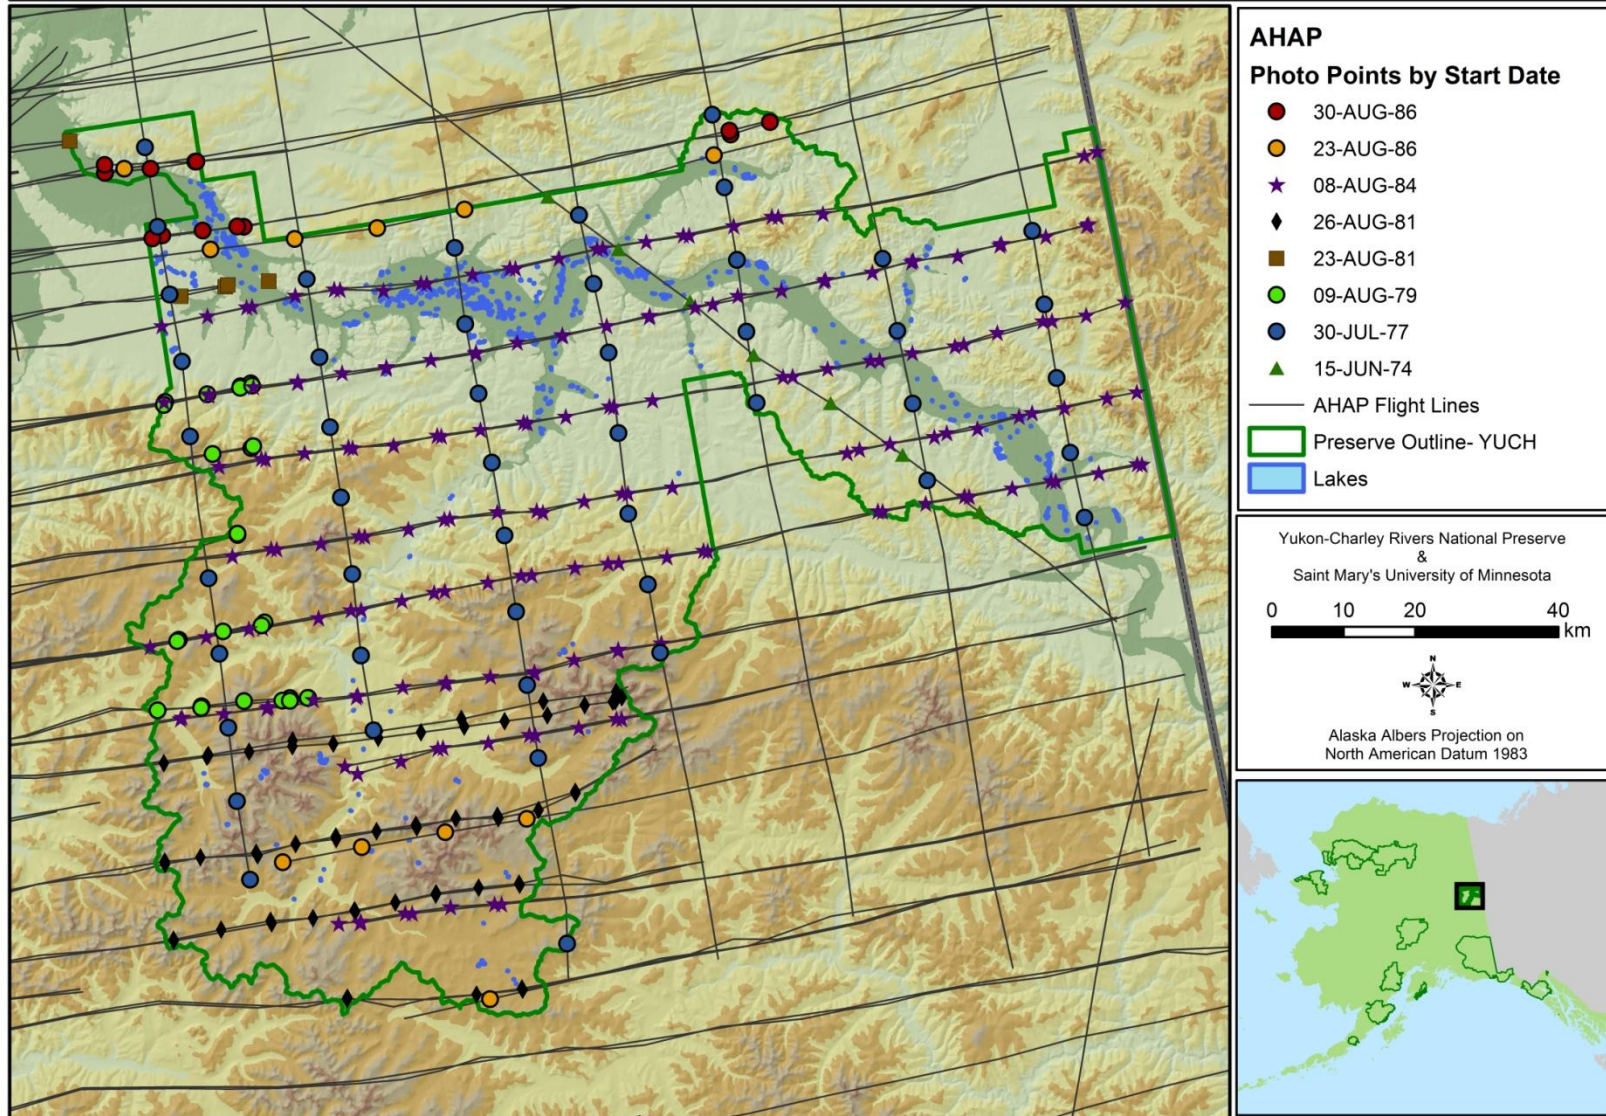 AHAP
Photo Points by Start Date
30-AUG-86
23-AUG-86
08-AUG-84
26-AUG-81
23-AUG-81
09-AUG-79
30-JUL-77
15-JUN-74
AHAP Flight Lines
Preserve Outline- YUCH
Lakes
Yukon-Charley Rivers National Preserve
&
Saint Mary's University of Minnesota
0 10 20 40
km
N
W E
S
Alaska Albers Projection on
North American Datum 1983